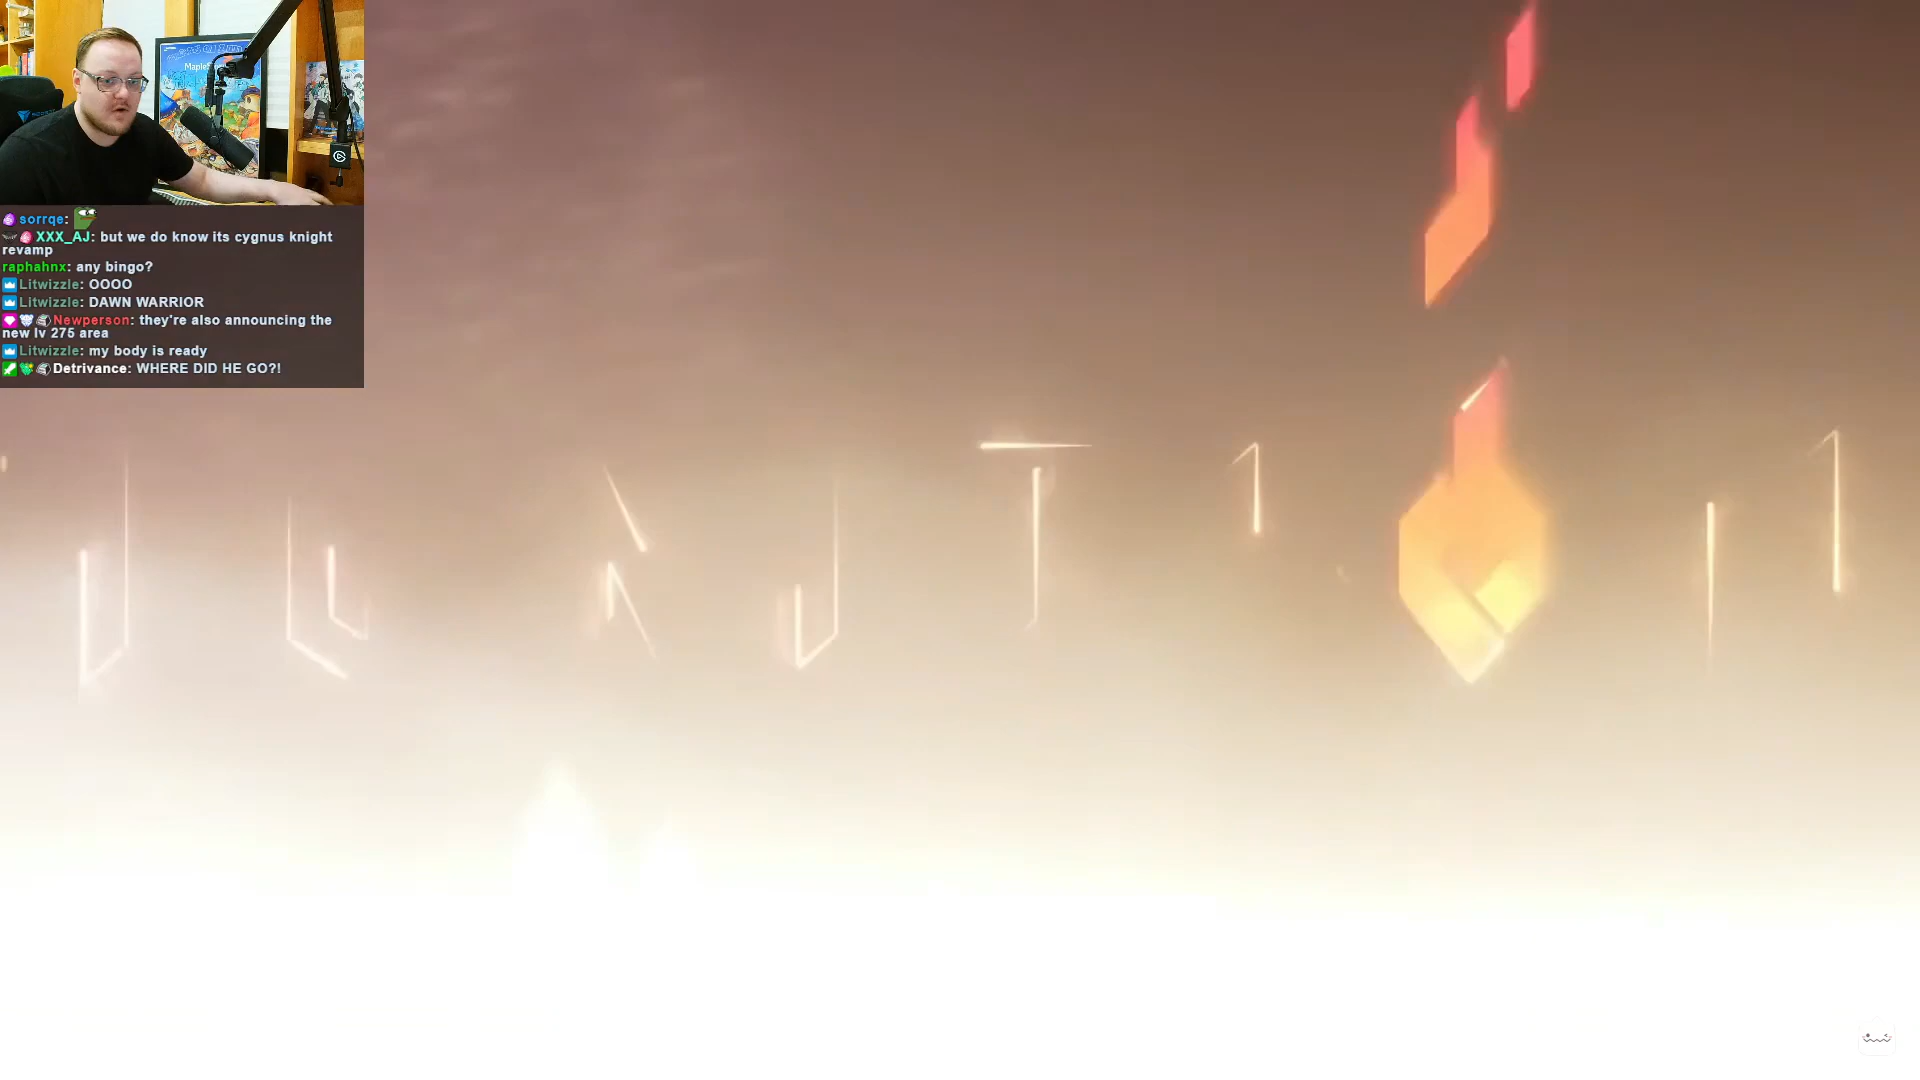 Maple
sorrqe:
XXX_AJ: but we do know its cygnus knight
revamp
raphahnx: any bingo?
Litwizzle: OOOO
Litwizzle: DAWN WARRIOR
Newperson: they're also announcing the
new lv 275 area
Litwizzle: my body is ready
Detrivance: WHERE DID HE GO?!